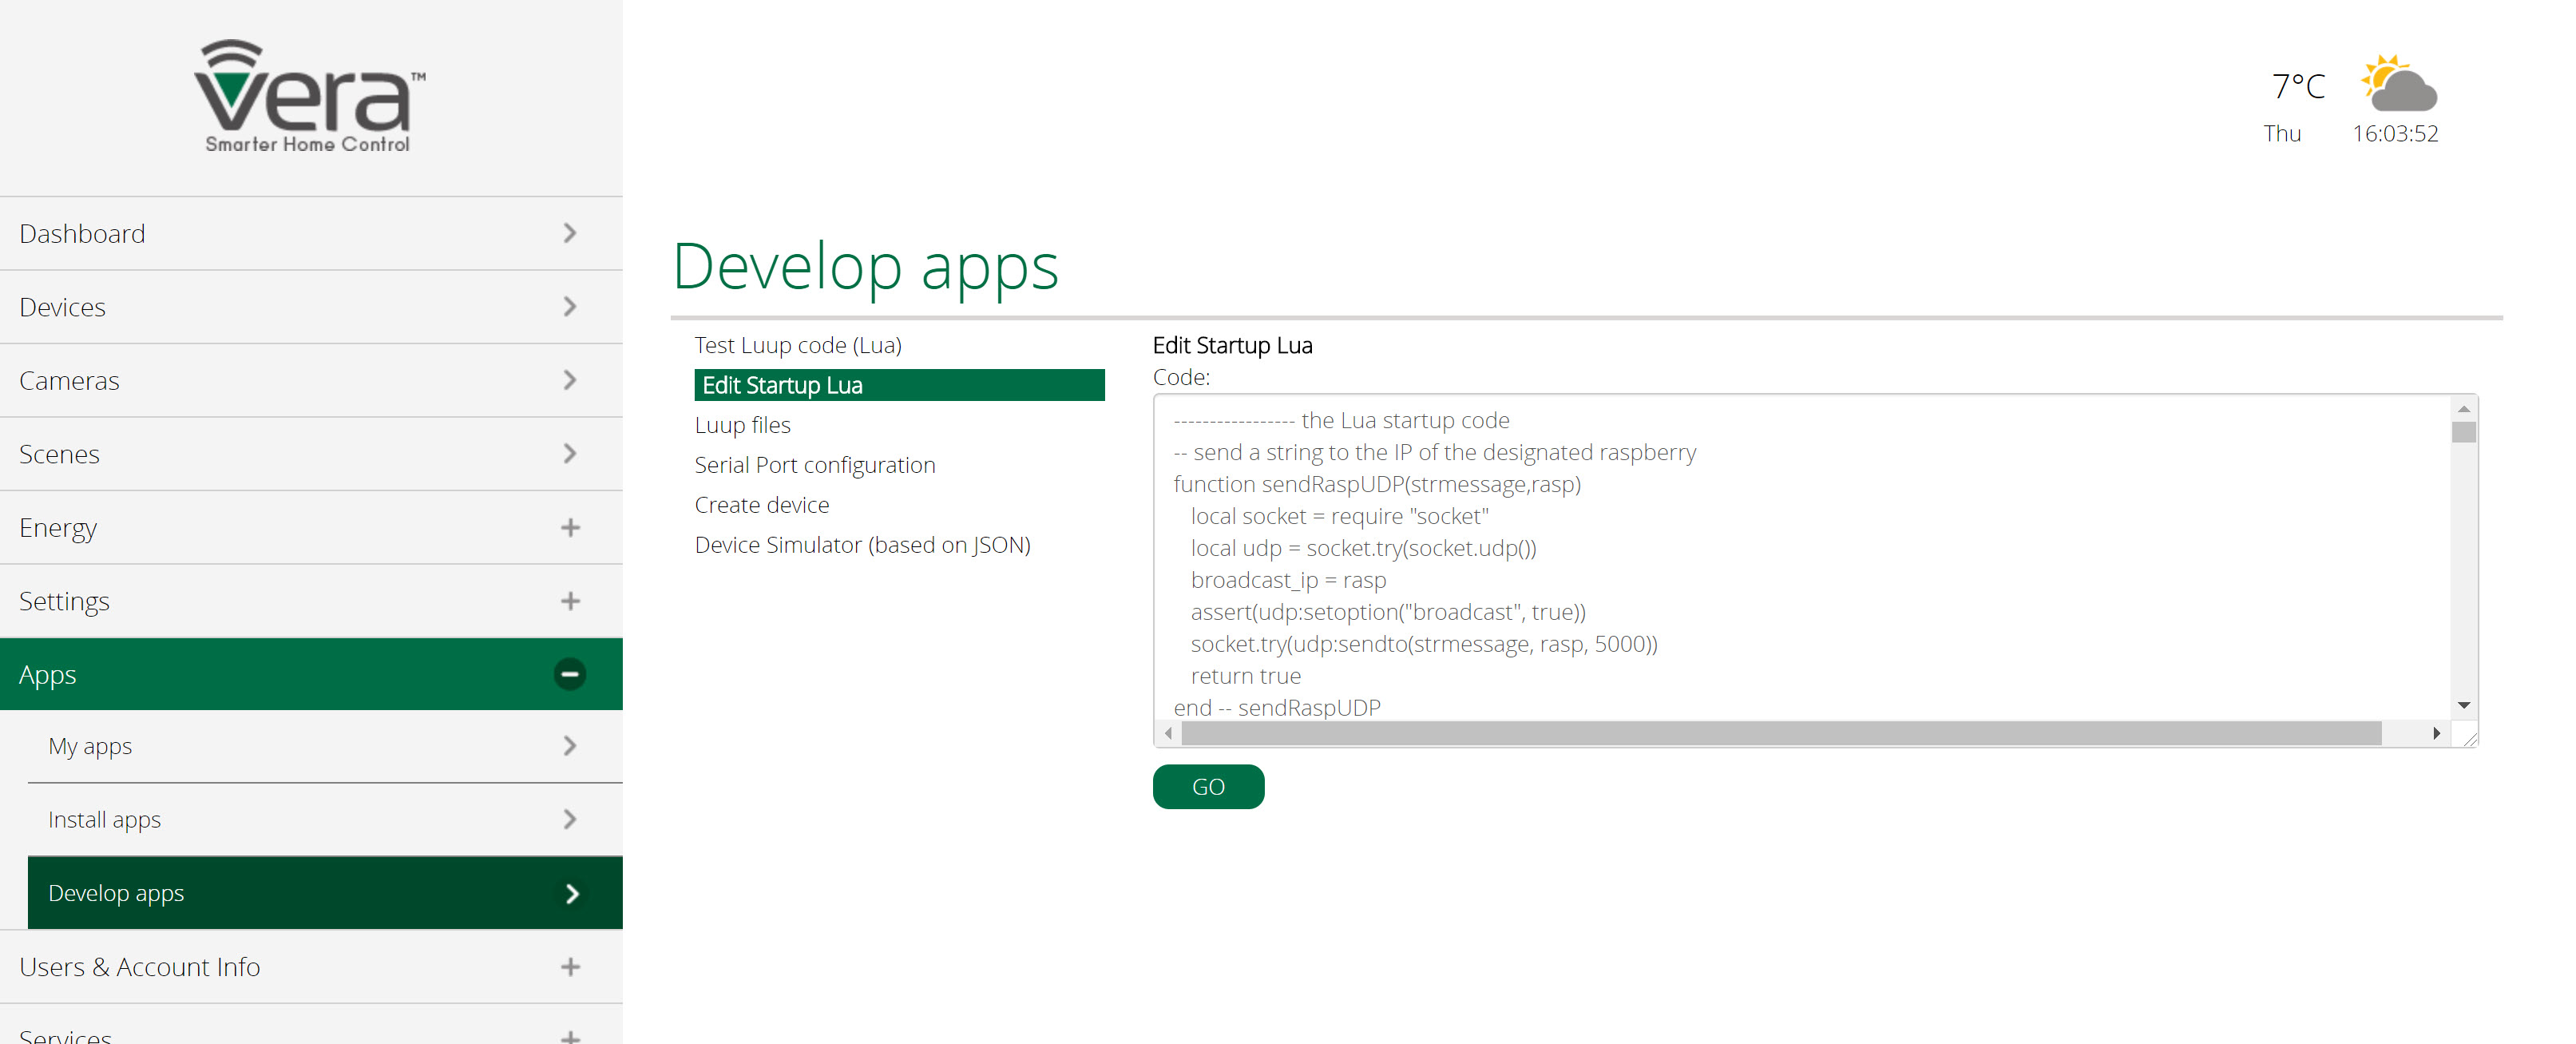 vera™
Smarter Home Control
7°C
Thu 16:03:52
Dashboard
Devices
Cameras
Scenes
Energy
Settings
Apps
My apps
Install apps
Develop apps
Users & Account Info
Services
Develop apps
Test Luup code (Lua)
Edit Startup Lua
Luup files
Serial Port configuration
Create device
Device Simulator (based on JSON)
Edit Startup Lua
Code:
----------------- the Lua startup code
-- send a string to the IP of the designated raspberry
function sendRaspUDP(strmessage,rasp)
local socket = require "socket"
local udp = socket.try(socket.udp())
broadcast_ip = rasp
assert(udp:setoption("broadcast", true))
socket.try(udp:sendto(strmessage, rasp, 5000))
return true
end -- sendRaspUDP
GO